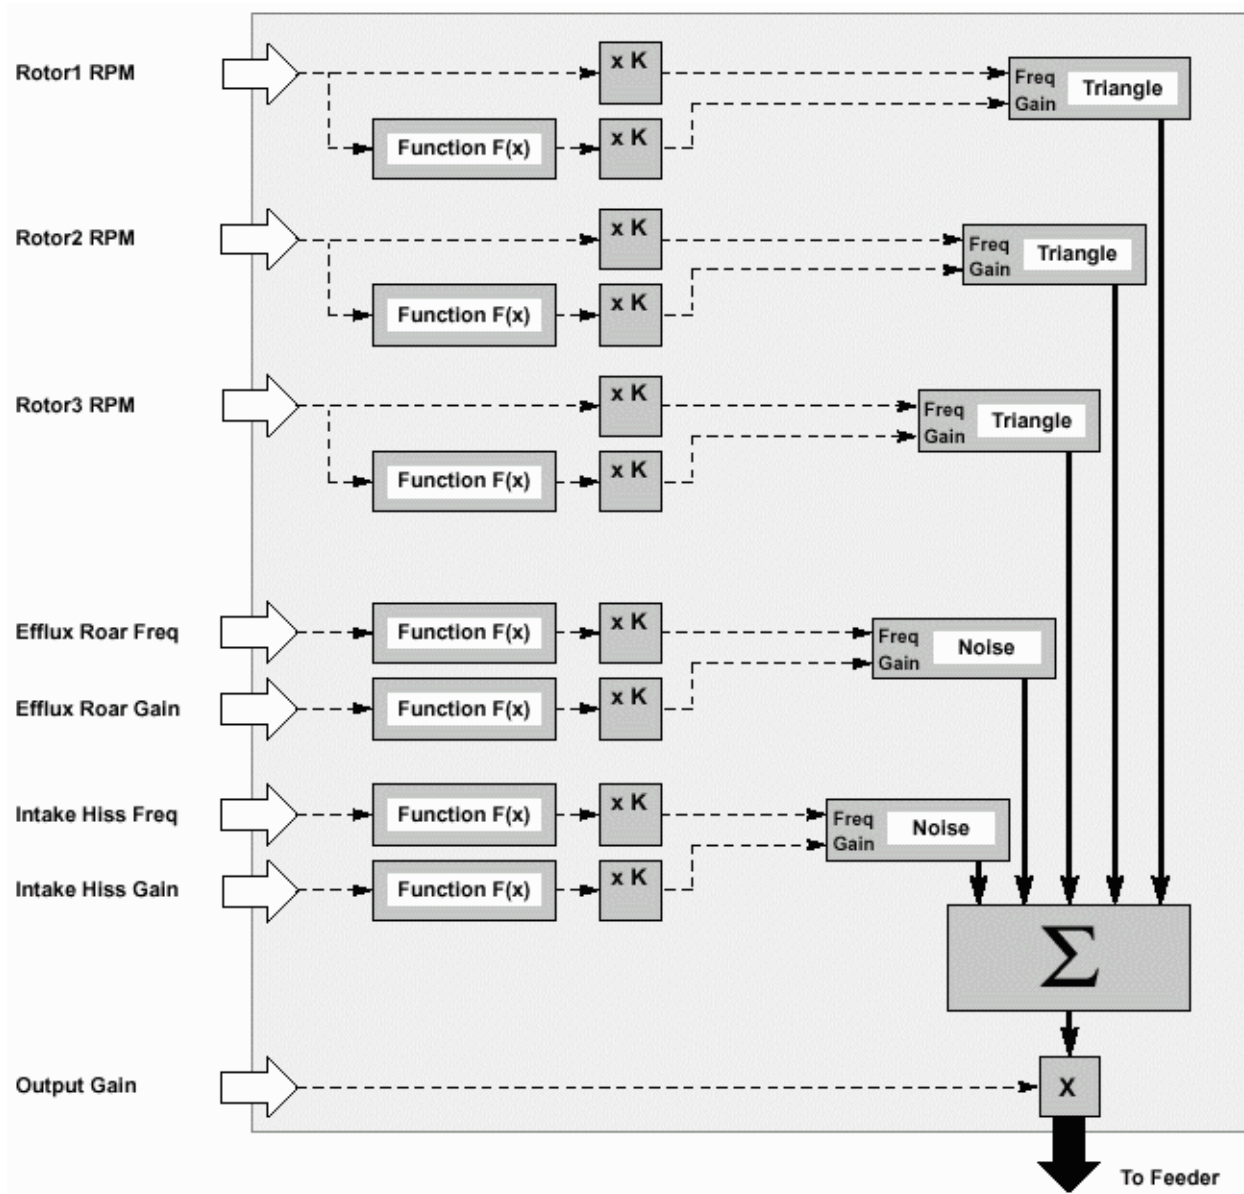 Rotor1 RPM
x K
Freq
Gain
Triangle
Function F(x)
x K
Rotor2 RPM
x K
Freq
Gain
Triangle
Function F(x)
x K
Rotor3 RPM
x K
Freq
Gain
Triangle
Function F(x)
x K
Efflux Roar Freq
Function F(x)
x K
Freq
Gain
Noise
Efflux Roar Gain
Function F(x)
x K
Intake Hiss Freq
Function F(x)
x K
Freq
Gain
Noise
Intake Hiss Gain
Function F(x)
x K
Σ
Output Gain
X
To Feeder